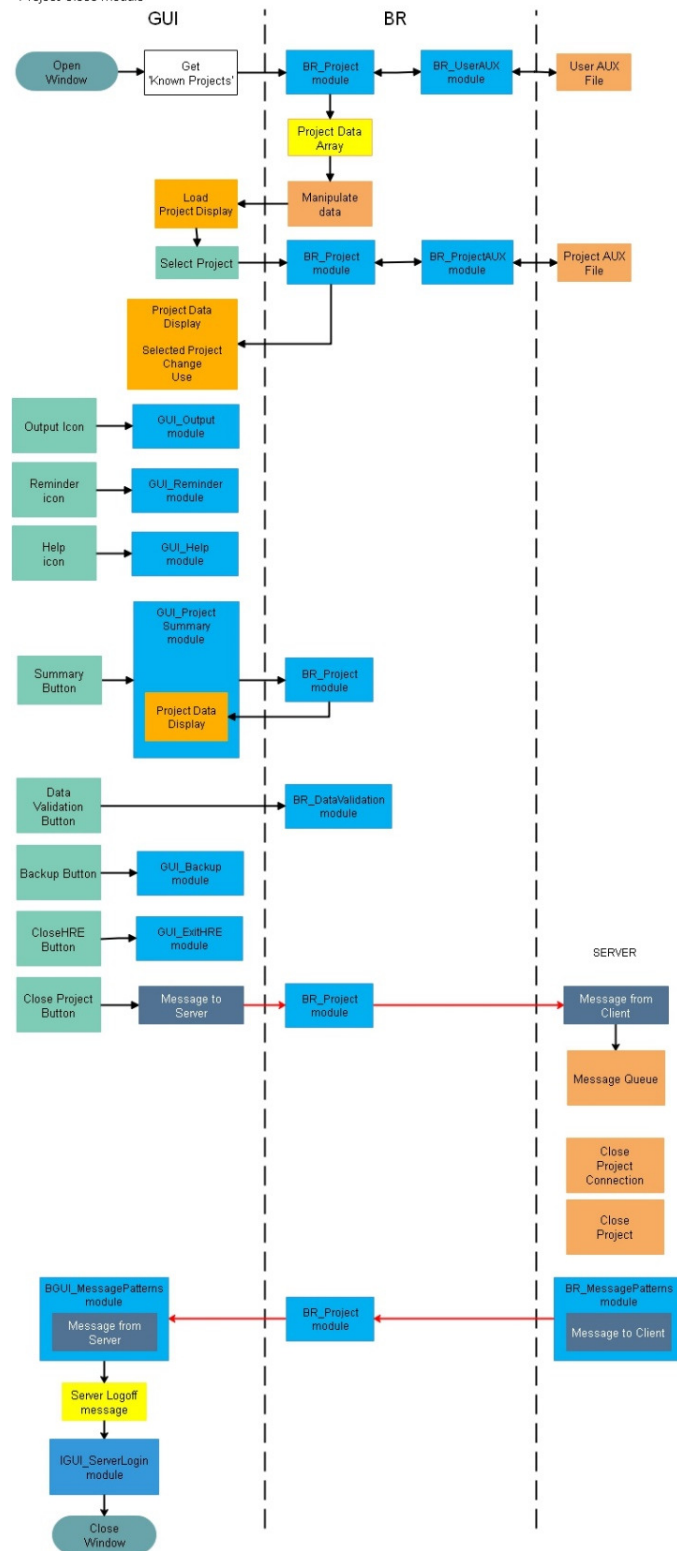 Project Close module
GUI
BR
Open
Window
Get
'Known Projects'
BR_Project
module
BR_UserAUX
module
User AUX
File
Project Data
Array
Load
Project Display
Manipulate
data
Select Project
BR_Project
module
BR_ProjectAUX
module
Project AUX
File
Project Data
Display
Selected Project
Change
Use
Output Icon
GUI_Output
module
Reminder
icon
GUI_Reminder
module
Help
icon
GUI_Help
module
GUI_Project
Summary
module
Summary
Button
BR_Project
module
Project Data
Display
Data
Validation
Button
BR_DataValidation
module
Backup Button
GUI_Backup
module
CloseHRE
Button
GUI_ExitHRE
module
SERVER
Close Project
Button
Message to
Server
BR_Project
module
Message from
Client
Message Queue
Close
Project
Connection
Close
Project
BGUI_MessagePatterns
module
Message from
Server
BR_Project
module
BR_MessagePatterns
module
Message to Client
Server Logoff
message
IGUI_ServerLogin
module
Close
Window